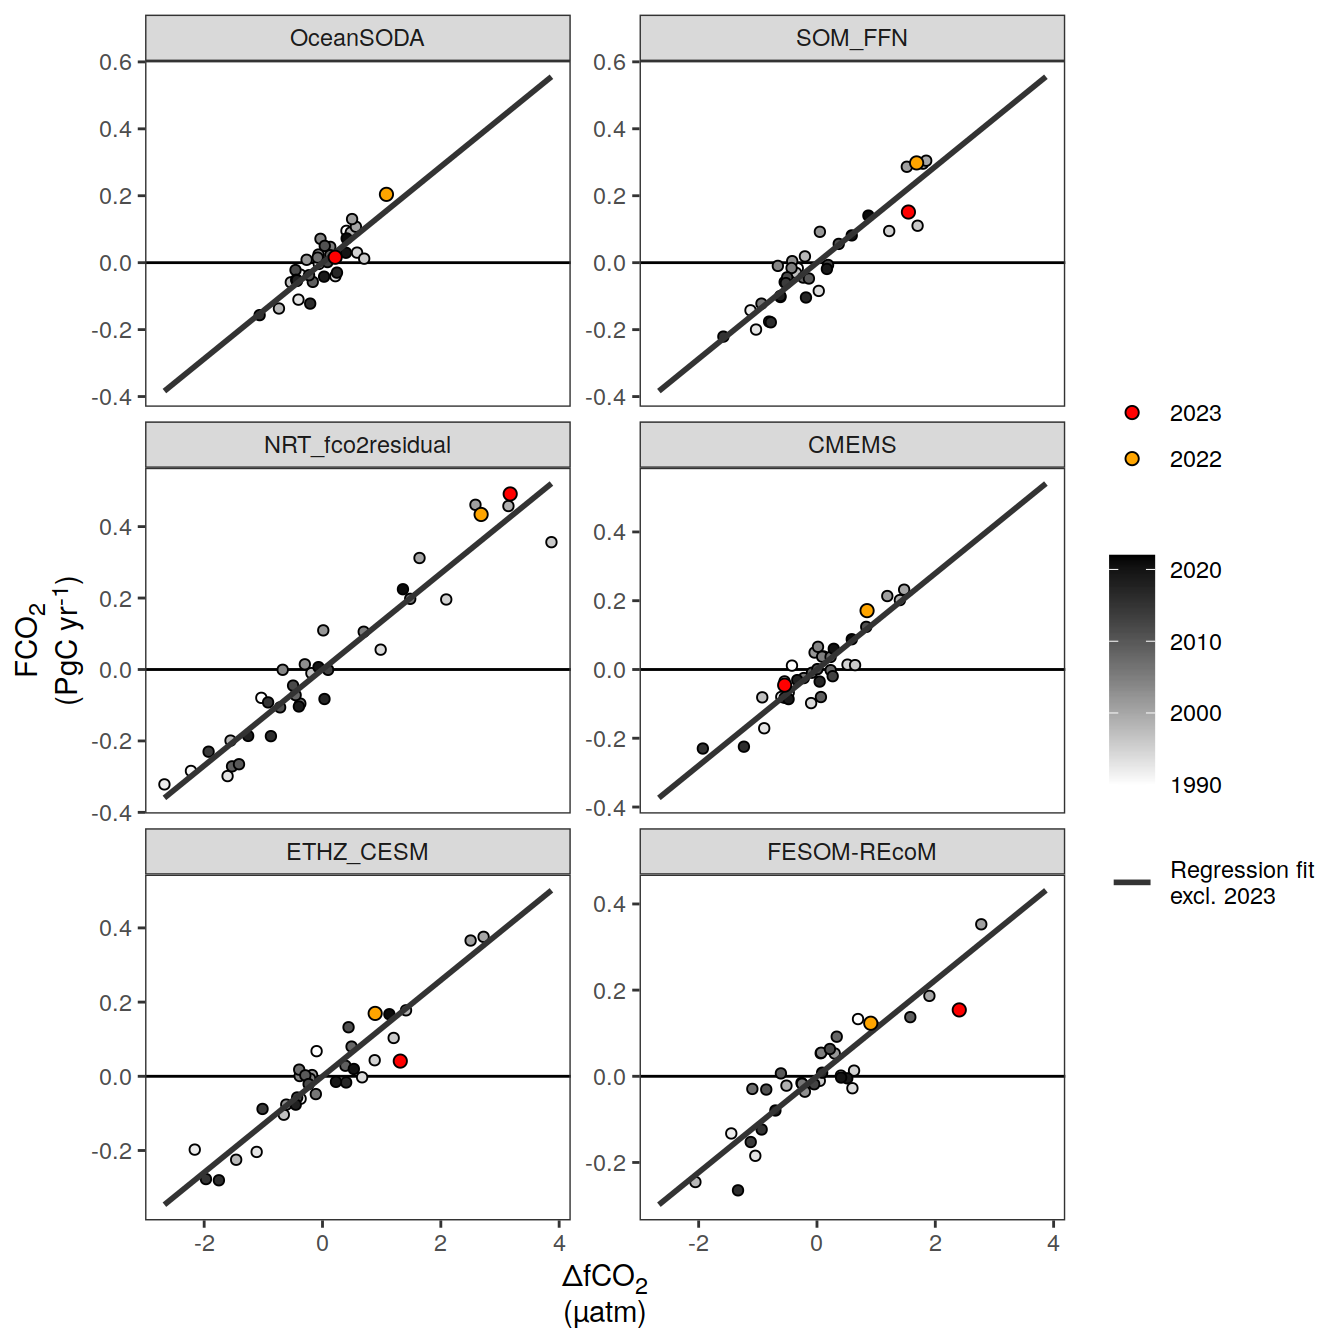 OceanSODA
SOM_FFN
0.6
0.4
0.2
0.0
-0.2
-0.4
0.6
0.4
0.2
0.0
-0.2
-0.4
NRT_fco2residual
CMEMS
0.4
0.2
0.0
-0.2
-0.4
0.4
0.2
0.0
-0.2
-0.4
ETHZ_CESM
FESOM-REcoM
0.4
0.2
0.0
-0.2
0.4
0.2
0.0
-0.2
-2 0 2 4
-2 0 2 4
FCO2
(PgC yr-1)
ΔfCO2
(µatm)
2023
2022
2020
2010
2000
1990
Regression fit
excl. 2023